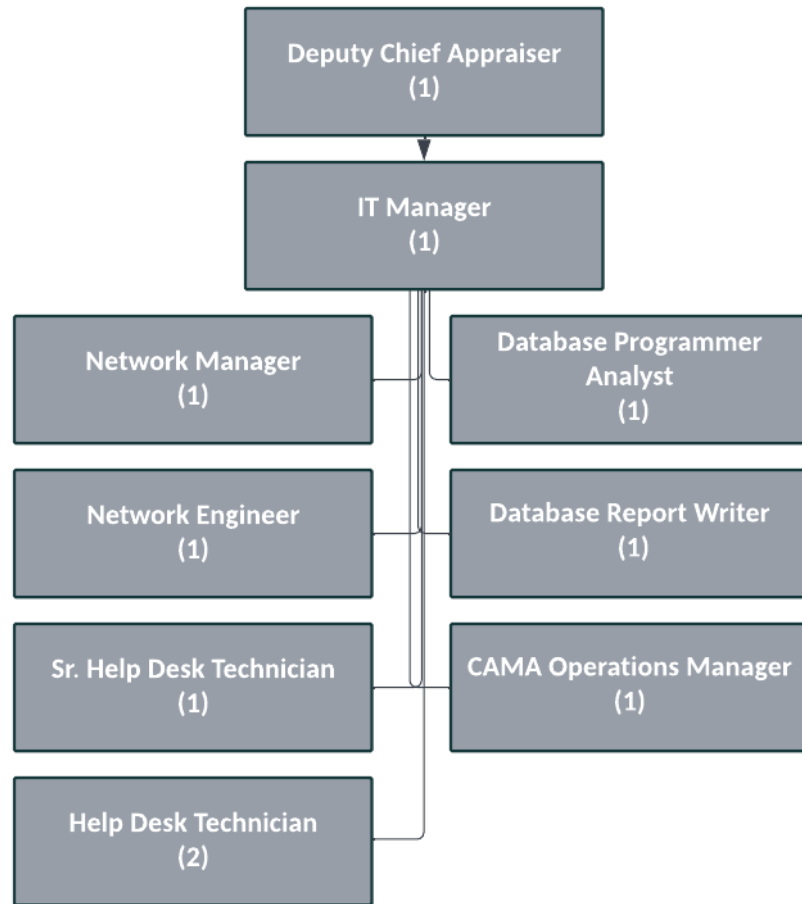 Deputy Chief Appraiser
(1)
IT Manager
(1)
Network Manager
(1)
Database Programmer
Analyst
(1)
Network Engineer
(1)
Database Report Writer
(1)
Sr. Help Desk Technician
(1)
CAMA Operations Manager
(1)
Help Desk Technician
(2)